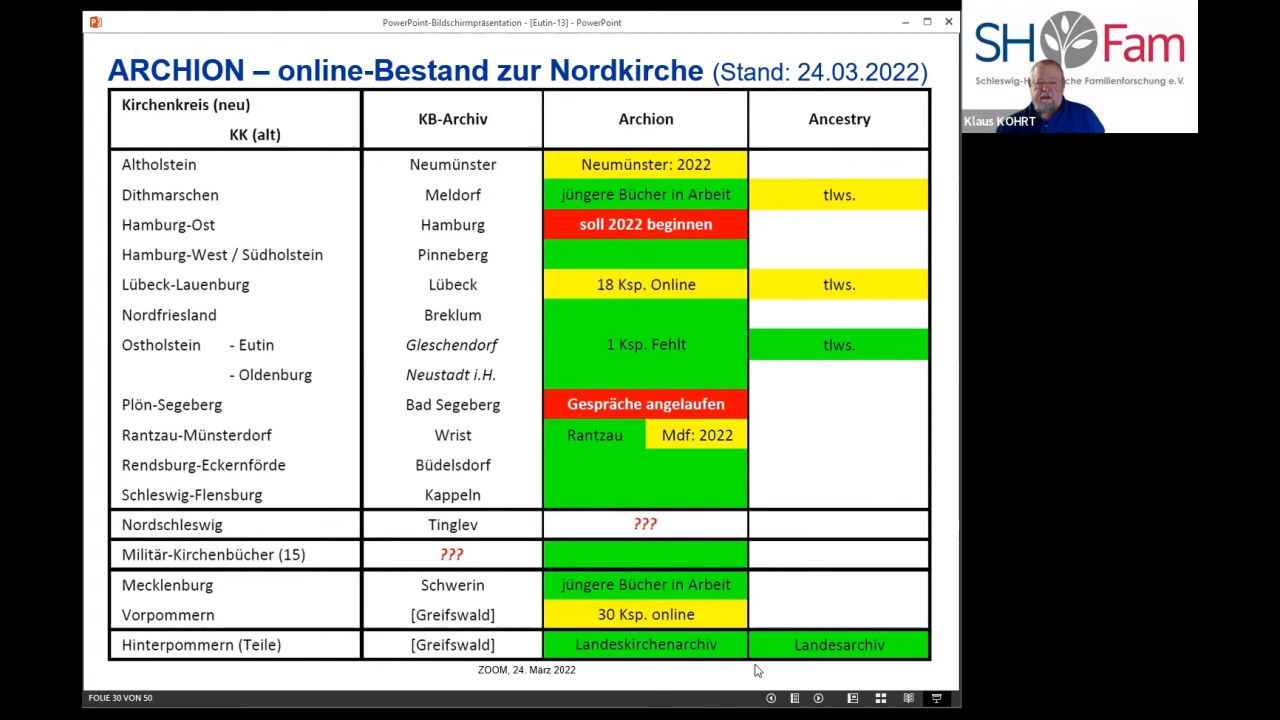 PowerPoint-Bildschirmpräsentation - [Eutin-13] - PowerPoint
ARCHION – online-Bestand zur Nordkirche (Stand: 24.03.2022)
Kirchenkreis (neu)
KK (alt)
KB-Archiv
Archion
Ancestry
Altholstein Neumünster Neumünster: 2022
Dithmarschen Meldorf jüngere Bücher in Arbeit tlws.
Hamburg-Ost Hamburg soll 2022 beginnen
Hamburg-West / Südholstein Pinneberg
Lübeck-Lauenburg Lübeck 18 Ksp. Online tlws.
Nordfriesland Breklum
Ostholstein - Eutin Gleschendorf 1 Ksp. Fehlt tlws.
- Oldenburg Neustadt i.H.
Plön-Segeberg Bad Segeberg Gespräche angelaufen
Rantzau-Münsterdorf Wrist Rantzau Mdf: 2022
Rendsburg-Eckernförde Büdelsdorf
Schleswig-Flensburg Kappeln
Nordschleswig Tinglev ???
Militär-Kirchenbücher (15) ???
Mecklenburg Schwerin jüngere Bücher in Arbeit
Vorpommern [Greifswald] 30 Ksp. online
Hinterpommern (Teile) [Greifswald] Landeskirchenarchiv Landesarchiv
ZOOM, 24. März 2022
FOLIE 30 VON 50
SH Fam
Schleswig-H che Familienforschung e.V.
Klaus KOHRT